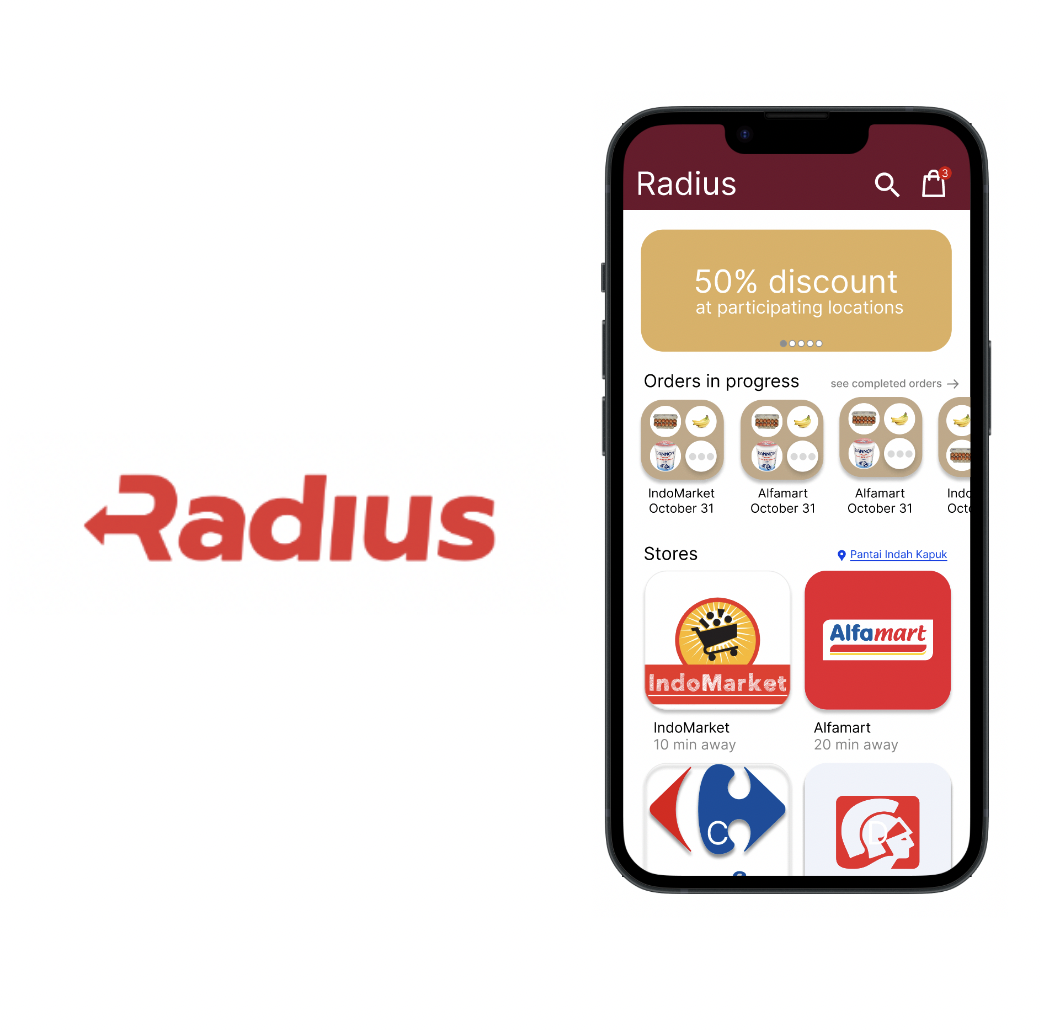 Radius
Radius
3
50% discount
at participating locations
Orders in progress
see completed orders →
IndoMarket
October 31
Alfamart
October 31
Alfamart
October 31
Indo
Oct
Stores
Pantai Indah Kapuk
IndoMarket
Alfamart
IndoMarket
10 min away
Alfamart
20 min away
C
D